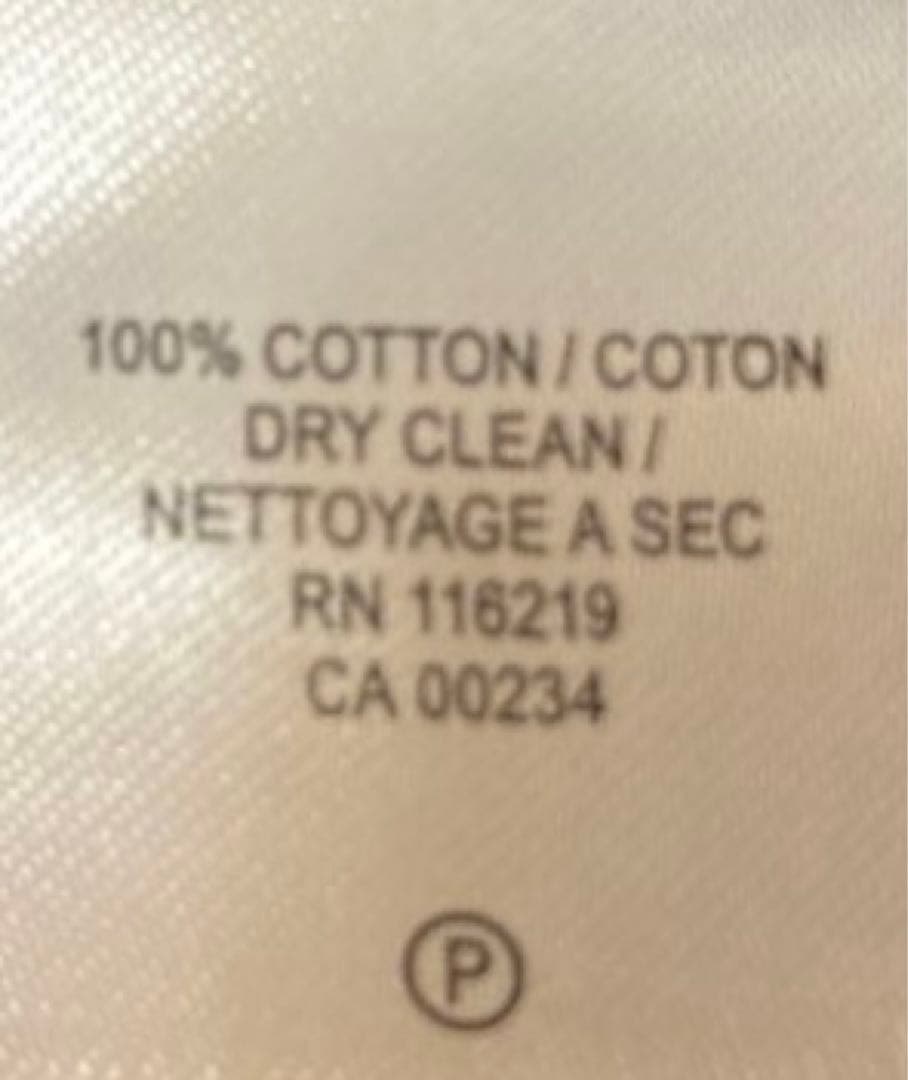 100% COTTON / COTON
DRY CLEAN /
NETTOYAGE A SEC
RN 116219
CA 00234
P